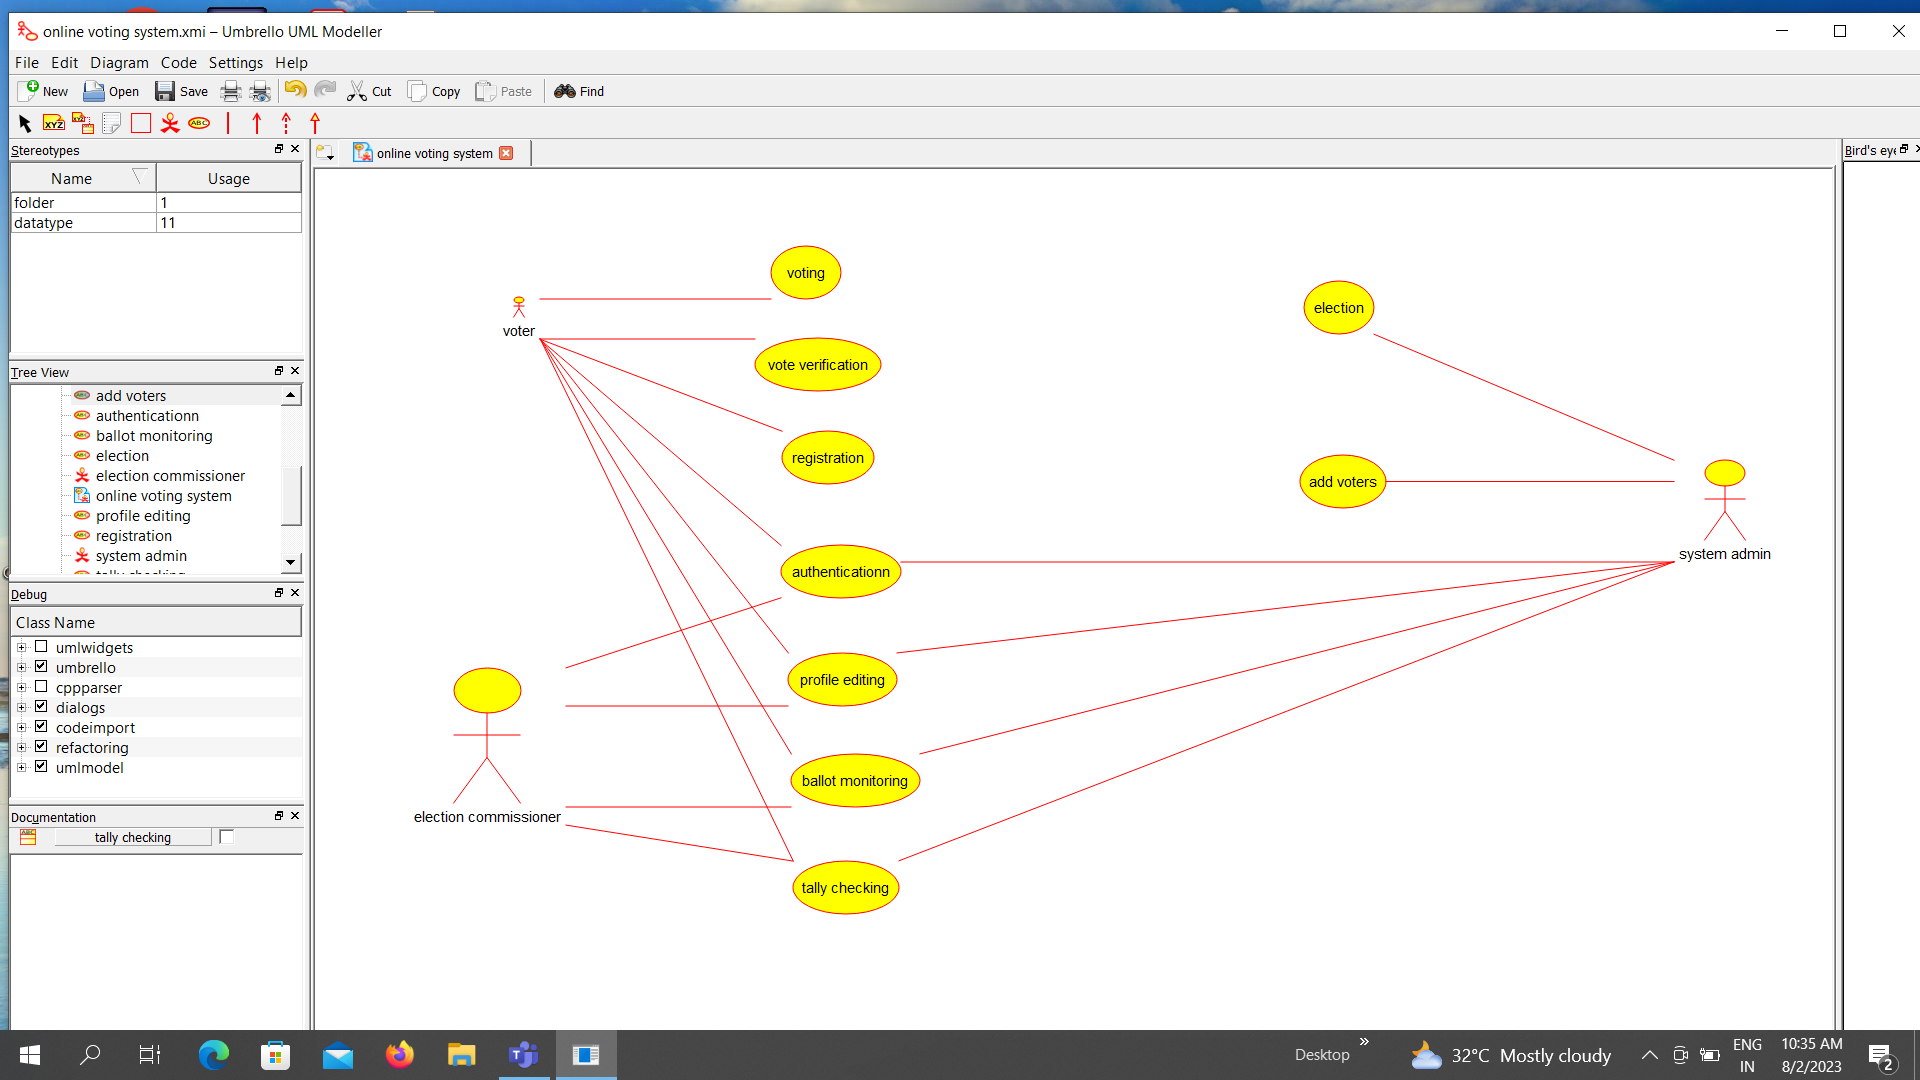 online voting system.xmi – Umbrello UML Modeller
File Edit Diagram Code Settings Help
New Open Save Cut Copy Paste Find
XYZ XYZ ABC
Stereotypes
Name Usage
folder 1
datatype 11
Tree View
add voters
authenticationn
ballot monitoring
election
election commissioner
online voting system
profile editing
registration
system admin
tally checking
Debug
Class Name
umlwidgets
umbrello
cppparser
dialogs
codeimport
refactoring
umlmodel
Documentation
tally checking
online voting system
voting
voter
vote verification
registration
authenticationn
profile editing
election commissioner
ballot monitoring
tally checking
election
add voters
system admin
Bird's eye
Desktop
32°C Mostly cloudy
ENG
IN
10:35 AM
8/2/2023
2